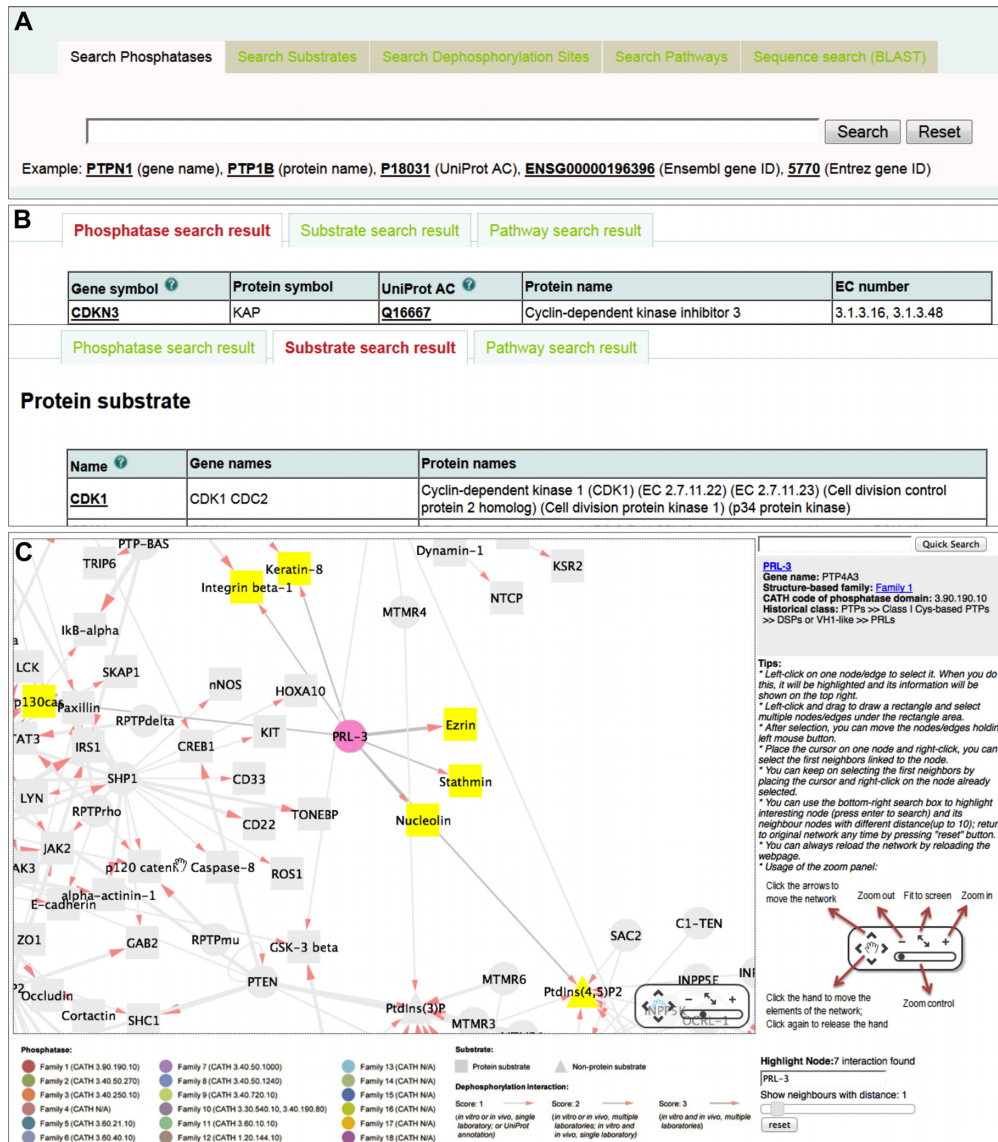 A
Search Phosphatases
Search Substrates
Search Dephosphorylation Sites
Search Pathways
Sequence search (BLAST)
Search
Reset
Example: PTPN1 (gene name), PTP1B (protein name), P18031 (UniProt AC), ENSG00000196396 (Ensembl gene ID), 5770 (Entrez gene ID)
B
Phosphatase search result
Substrate search result
Pathway search result
Gene symbol ? Protein symbol UniProt AC ? Protein name EC number
CDKN3 KAP Q16667 Cyclin-dependent kinase inhibitor 3 3.1.3.16, 3.1.3.48
Phosphatase search result
Substrate search result
Pathway search result
Protein substrate
Name ? Gene names Protein names
CDK1 CDK1 CDC2 Cyclin-dependent kinase 1 (CDK1) (EC 2.7.11.22) (EC 2.7.11.23) (Cell division control
protein 2 homolog) (Cell division protein kinase 1) (p34 protein kinase)
C
PTP-BAS
TRIP6
Keratin-8
Integrin beta-1
Dynamin-1
KSR2
NTCP
MTMR4
IkB-alpha
LCK
SKAP1
nNOS
HOXA10
p130cas
Paxillin
RPTPdelta
KIT
PRL-3
Ezrin
TAT3
IRS1
CREB1
SHP1
CD33
Stathmin
LYN
RPTPrho
CD22
TONEBP
Nucleolin
JAK2
AK3
p120 catenin
Caspase-8
ROS1
alpha-actinin-1
E-cadherin
ZO1
GAB2
RPTPmu
GSK-3 beta
SAC2
C1-TEN
P2
Occludin
PTEN
MTMR6
PtdIns(4,5)P2
INPP5E
INF
Cortactin
SHC1
PtdIns(3)P
MTMR3
INPP5K
OCRL-1
Quick Search
PRL-3
Gene name: PTP4A3
Structure-based family: Family 1
CATH code of phosphatase domain: 3.90.190.10
Historical class: PTPs >> Class I Cys-based PTPs
>> DSPs or VH1-like >> PRLs
Tips:
* Left-click on one node/edge to select it. When you do
this, it will be highlighted and its information will be
shown on the top right.
* Left-click and drag to draw a rectangle and select
multiple nodes/edges under the rectangle area.
* After selection, you can move the nodes/edges holdin
left mouse button.
* Place the cursor on one node and right-click, you can
select the first neighbors linked to the node.
* You can keep on selecting the first neighbors by
placing the cursor and right-click on the node already
selected.
* You can use the bottom-right search box to highlight
interesting node (press enter to search) and its
neighbour nodes with different distance(up to 10); return
to original network any time by pressing "reset" button.
* You can always reload the network by reloading the
webpage.
* Usage of the zoom panel:
Click the arrows to
move the network
Zoom out
Fit to screen
Zoom in
Click the hand to move the
elements of the network;
Click again to release the hand
Zoom control
Highlight Node:7 interaction found
PRL-3
Show neighbours with distance: 1
reset
Phosphatase:
Family 1 (CATH 3.90.190.10)
Family 2 (CATH 3.40.50.270)
Family 3 (CATH 3.40.250.10)
Family 4 (CATH N/A)
Family 5 (CATH 3.60.21.10)
Family 6 (CATH 3.60.40.10)
Family 7 (CATH 3.40.50.1000)
Family 8 (CATH 3.40.50.1240)
Family 9 (CATH 3.40.720.10)
Family 10 (CATH 3.30.540.10, 3.40.190.80)
Family 11 (CATH 3.60.10.10)
Family 12 (CATH 1.20.144.10)
Family 13 (CATH N/A)
Family 14 (CATH N/A)
Family 15 (CATH N/A)
Family 16 (CATH N/A)
Family 17 (CATH N/A)
Family 18 (CATH N/A)
Substrate:
Protein substrate
Non-protein substrate
Dephosphorylation interaction:
Score: 1
(in vitro or in vivo, single
laboratory; or UniProt
annotation)
Score: 2
(in vitro or in vivo, multiple
laboratories; in vitro and
in vivo, single laboratory)
Score: 3
(in vitro and in vivo, multiple
laboratories)